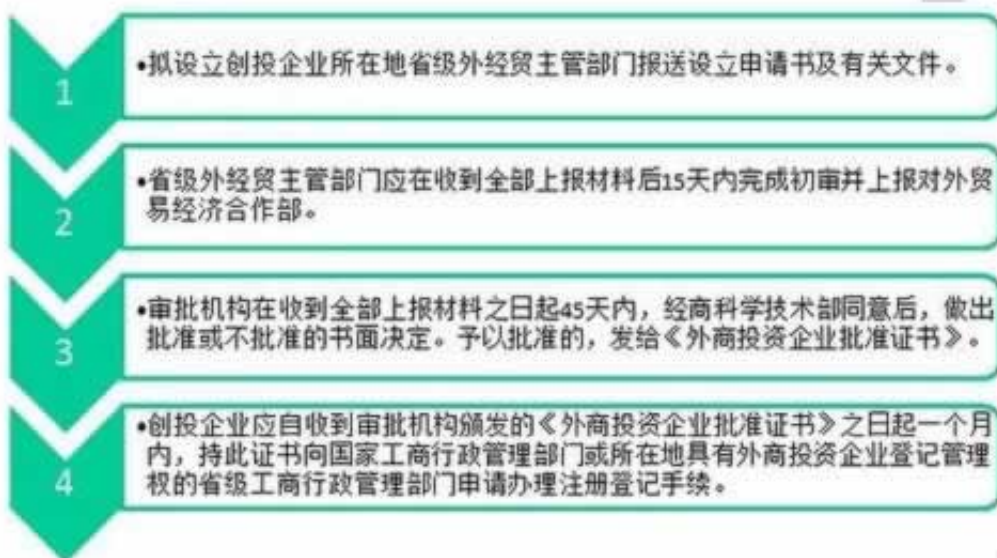 1
•拟设立创投企业所在地省级外经贸主管部门报送设立申请书及有关文件。
2
•省级外经贸主管部门应在收到全部上报材料后15天内完成初审并上报对外贸
易经济合作部。
3
•审批机构在收到全部上报材料之日起45天内，经商科学技术部同意后，做出
批准或不批准的书面决定。予以批准的，发给《外商投资企业批准证书》。
4
•创投企业应自收到审批机构颁发的《外商投资企业批准证书》之日起一个月
内，持此证书向国家工商行政管理部门或所在地具有外商投资企业登记管理
权的省级工商行政管理部门申请办理注册登记手续。